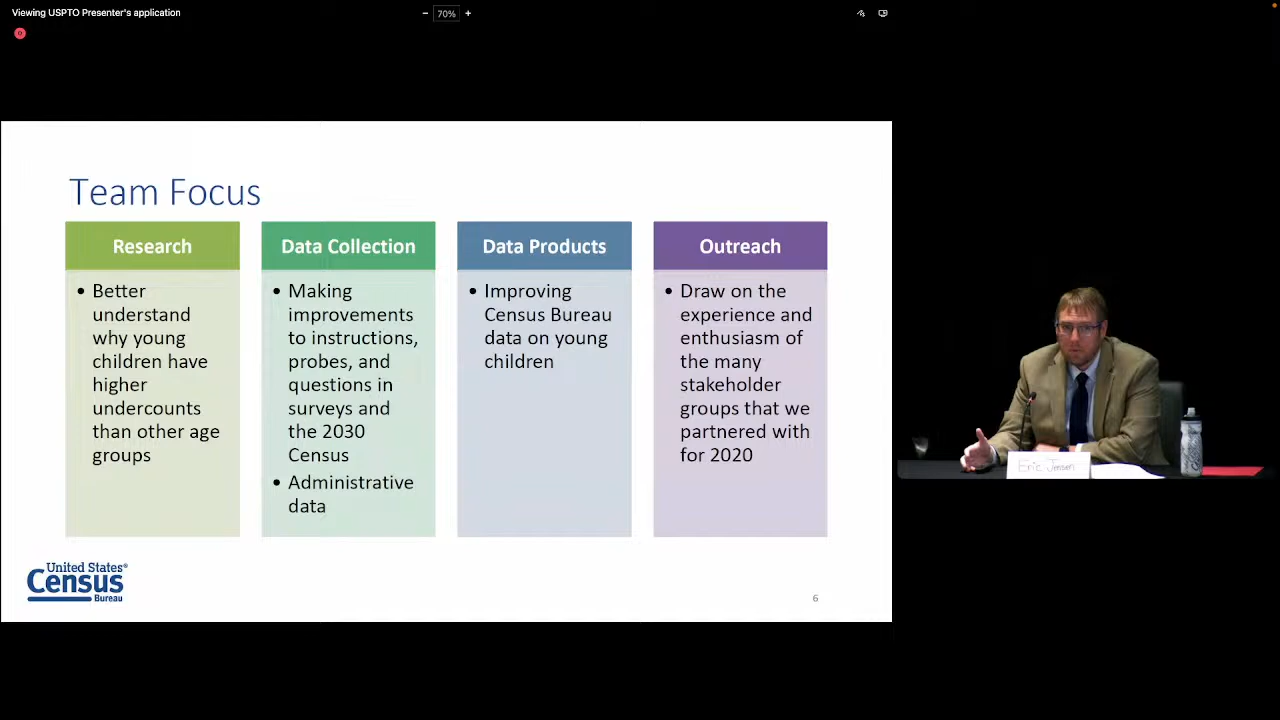 Viewing USPTO Presenter's application
− 70% +
Team Focus
Research
• Better
understand
why young
children have
higher
undercounts
than other age
groups
Data Collection
• Making
improvements
to instructions,
probes, and
questions in
surveys and
the 2030
Census
• Administrative
data
Data Products
• Improving
Census Bureau
data on young
children
Outreach
• Draw on the
experience and
enthusiasm of
the many
stakeholder
groups that we
partnered with
for 2020
United States®
Census
Bureau
6
Eric Jensen